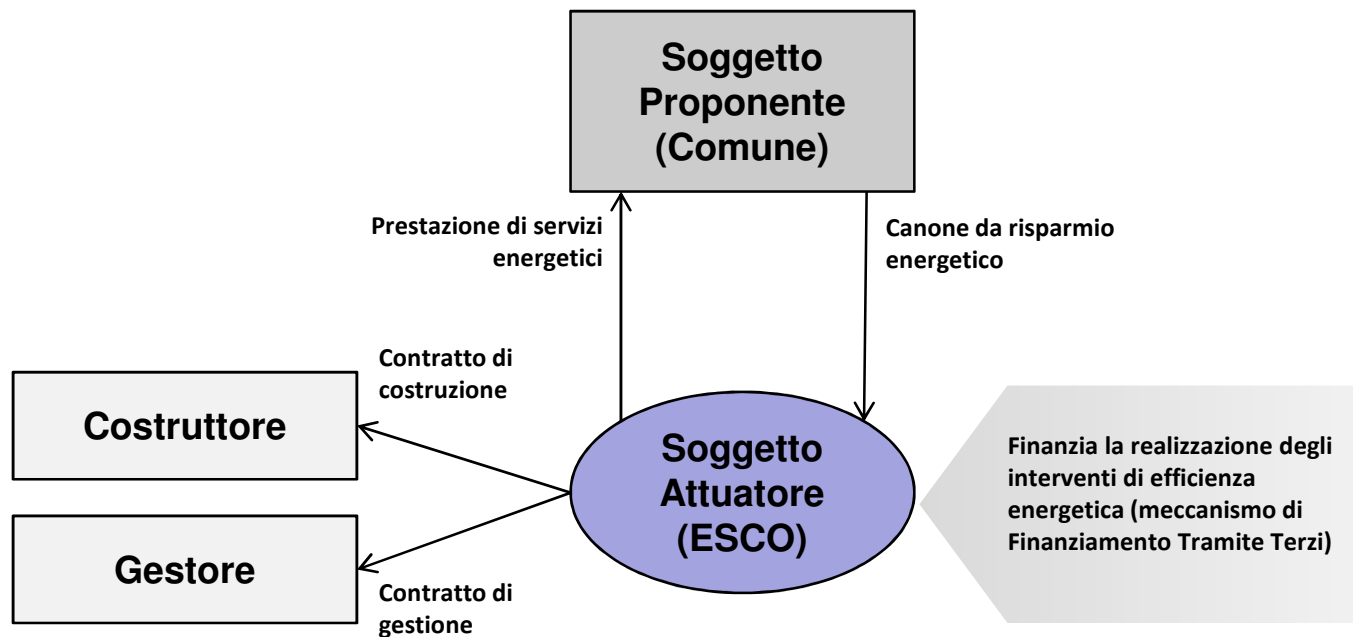 Soggetto
Proponente
(Comune)
Prestazione di servizi
energetici
Canone da risparmio
energetico
Contratto di
costruzione
Costruttore
Soggetto
Attuatore
(ESCO)
Finanzia la realizzazione degli
interventi di efficienza
energetica (meccanismo di
Finanziamento Tramite Terzi)
Gestore
Contratto di
gestione